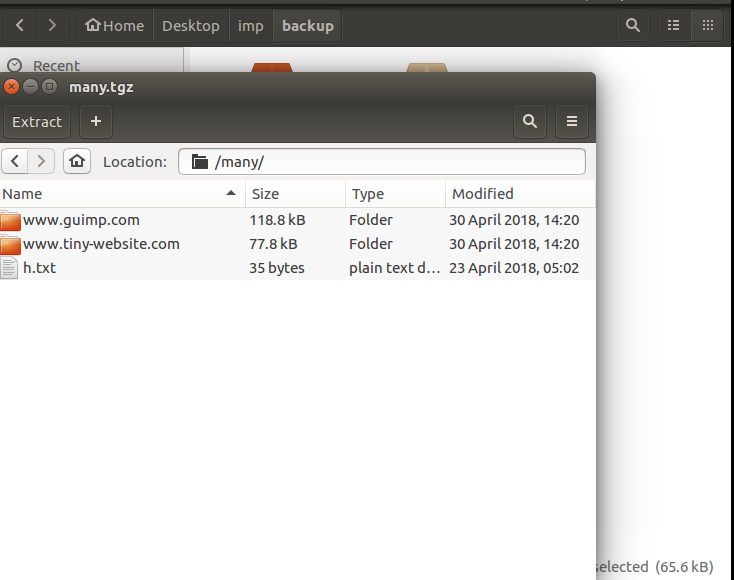 Home Desktop imp backup
Recent
many.tgz
Extract +
Location: /many/
Name Size Type Modified
www.guimp.com 118.8 kB Folder 30 April 2018, 14:20
www.tiny-website.com 77.8 kB Folder 30 April 2018, 14:20
h.txt 35 bytes plain text d… 23 April 2018, 05:02
selected (65.6 kB)